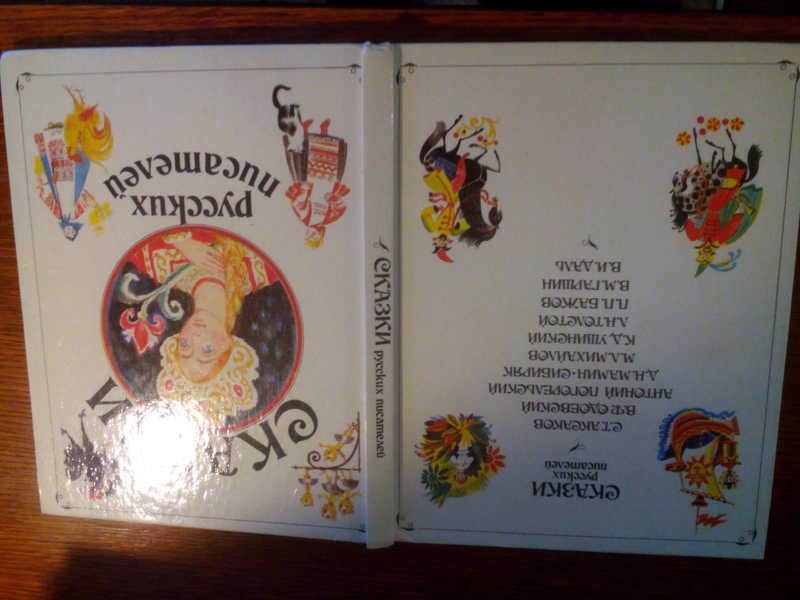 СКАЗКИ
русских
писателей
С.Т.АКСАКОВ
В.Ф.ОДОЕВСКИЙ
АНТОНИЙ ПОГОРЕЛЬСКИЙ
Д.Н.МАМИН-СИБИРЯК
М.Л.МИХАЙЛОВ
К.Д.УШИНСКИЙ
А.Н.ТОЛСТОЙ
П.П.БАЖОВ
В.М.ГАРШИН
В.И.ДАЛЬ
СКАЗКИ русских писателей
русских
писателей